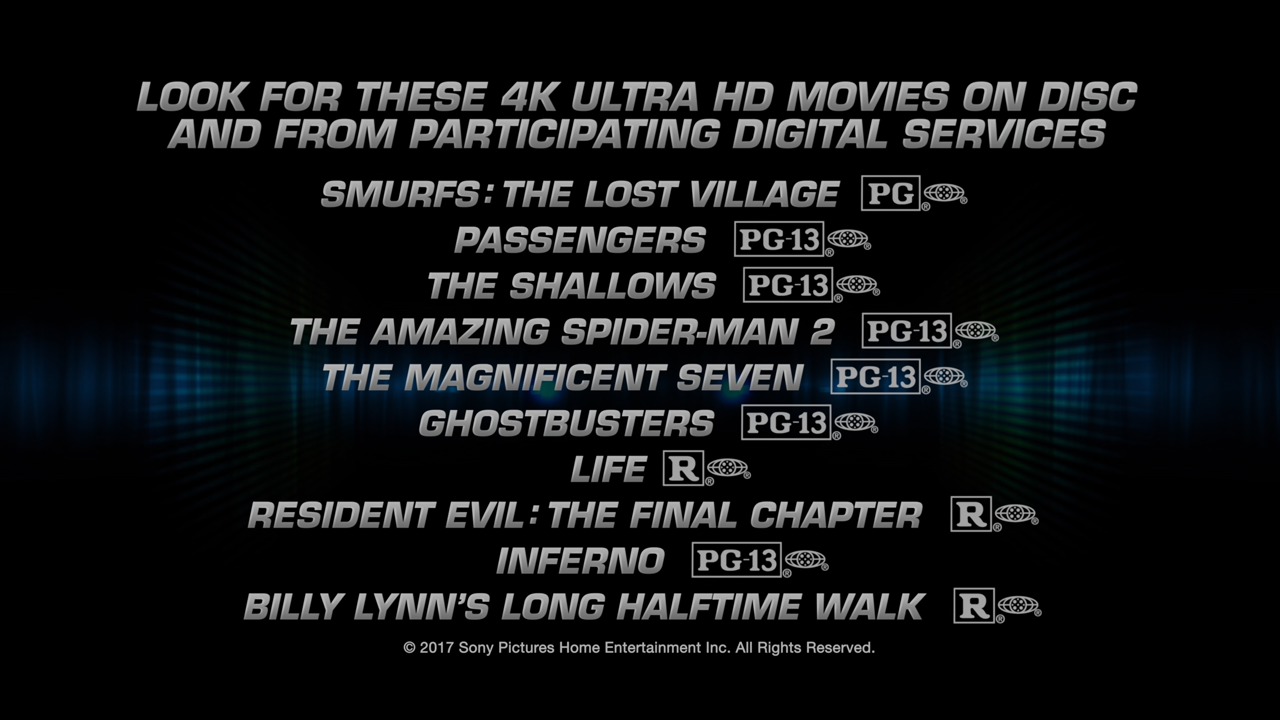 LOOK FOR THESE 4K ULTRA HD MOVIES ON DISC
AND FROM PARTICIPATING DIGITAL SERVICES
SMURFS: THE LOST VILLAGE PG ®®
PASSENGERS PG-13 ®®
THE SHALLOWS PG-13 ®®
THE AMAZING SPIDER-MAN 2 PG-13 ®®
THE MAGNIFICENT SEVEN PG-13 ®®
GHOSTBUSTERS PG-13 ®®
LIFE R ®®
RESIDENT EVIL: THE FINAL CHAPTER R ®®
INFERNO PG-13 ®®
BILLY LYNN'S LONG HALFTIME WALK R ®®
© 2017 Sony Pictures Home Entertainment Inc. All Rights Reserved.